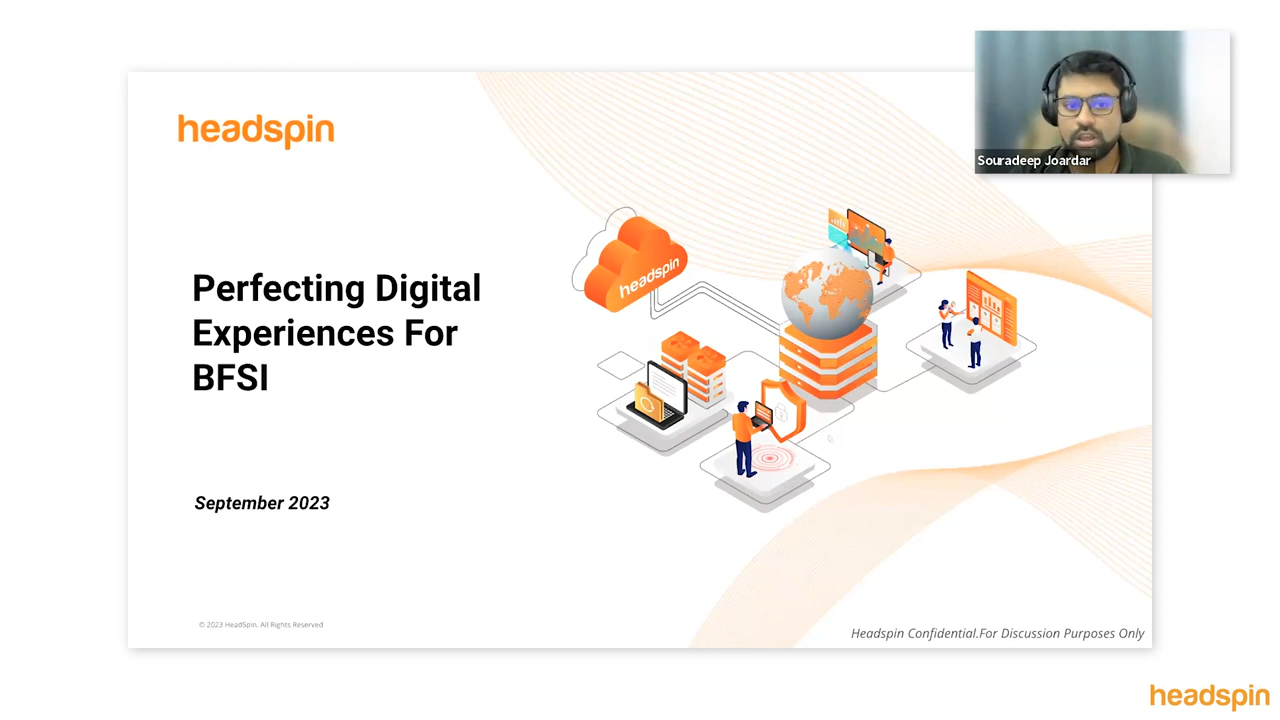 headspin
Souradeep Joardar
headspin
Perfecting Digital
Experiences For
BFSI
September 2023
© 2023 HeadSpin. All Rights Reserved
Headspin Confidential.For Discussion Purposes Only
headspin